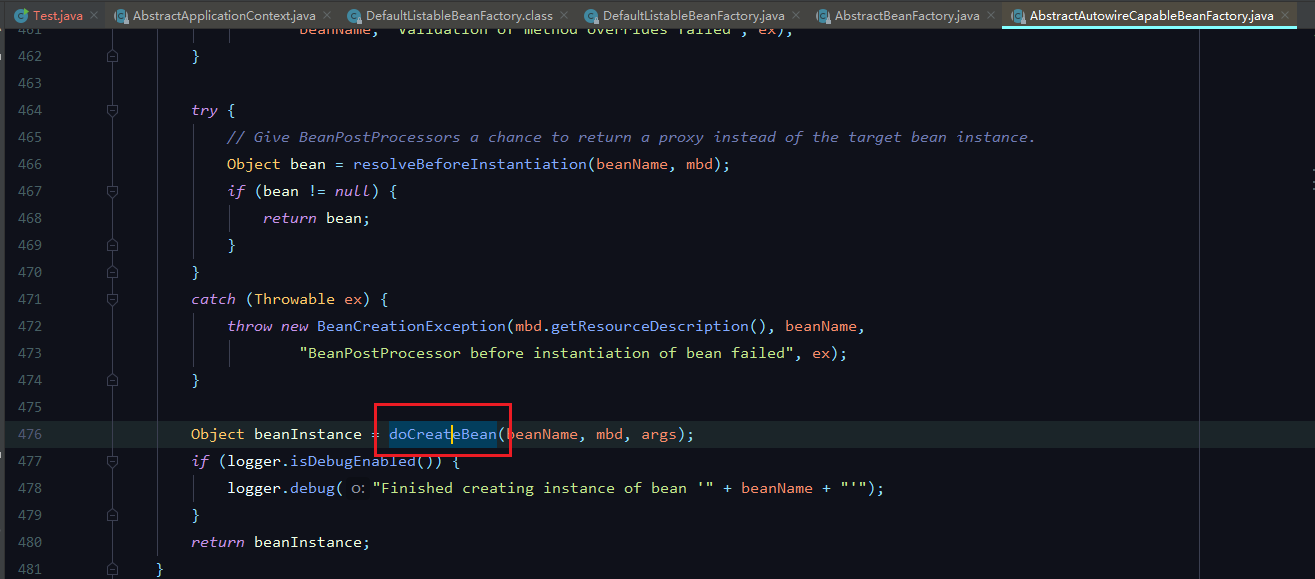 Test.java × AbstractApplicationContext.java × DefaultListableBeanFactory.class × DefaultListableBeanFactory.java × AbstractBeanFactory.java × AbstractAutowireCapableBeanFactory.java ×
461 beanName, "Validation of method overrides failed", ex);
462 }
463
464 try {
465 // Give BeanPostProcessors a chance to return a proxy instead of the target bean instance.
466 Object bean = resolveBeforeInstantiation(beanName, mbd);
467 if (bean != null) {
468 return bean;
469 }
470 }
471 catch (Throwable ex) {
472 throw new BeanCreationException(mbd.getResourceDescription(), beanName,
473 "BeanPostProcessor before instantiation of bean failed", ex);
474 }
475
476 Object beanInstance = doCreateBean(beanName, mbd, args);
477 if (logger.isDebugEnabled()) {
478 logger.debug( o: "Finished creating instance of bean '" + beanName + "'");
479 }
480 return beanInstance;
481 }